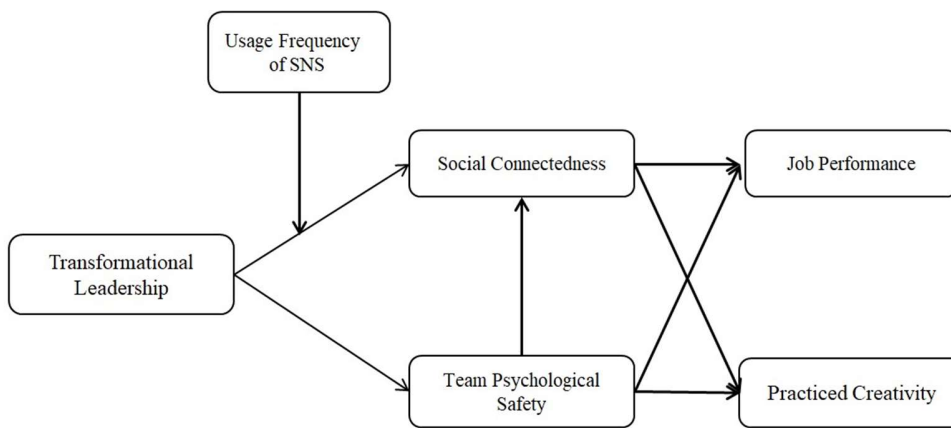 Usage Frequency
of SNS
Social Connectedness
Job Performance
Transformational
Leadership
Team Psychological
Safety
Practiced Creativity